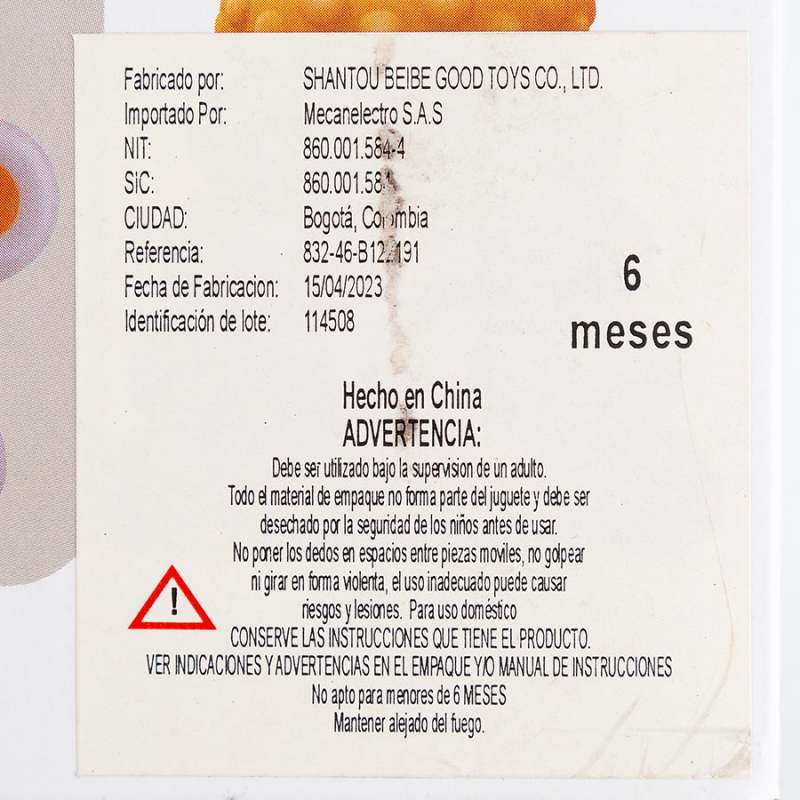 Fabricado por: SHANTOU BEIBE GOOD TOYS CO., LTD.
Importado Por: Mecanelectro S.A.S
NIT: 860.001.584-4
SiC:
CIUDAD: Bogotá, Colombia
Referencia:
Fecha de Fabricacion: 15/04/2023
Identificación de lote: 114508
6
meses
Hecho en China
ADVERTENCIA:
Debe ser utilizado bajo la supervision de un adulto.
Todo el material de empaque no forma parte del juguete y debe ser
desechado por la seguridad de los niños antes de usar.
No poner los dedos en espacios entre piezas moviles, no golpear
ni girar en forma violenta, el uso inadecuado puede causar
riesgos y lesiones. Para uso doméstico
!
CONSERVE LAS INSTRUCCIONES QUE TIENE EL PRODUCTO.
VER INDICACIONES Y ADVERTENCIAS EN EL EMPAQUE Y/O MANUAL DE INSTRUCCIONES
No apto para menores de 6 MESES
Mantener alejado del fuego.